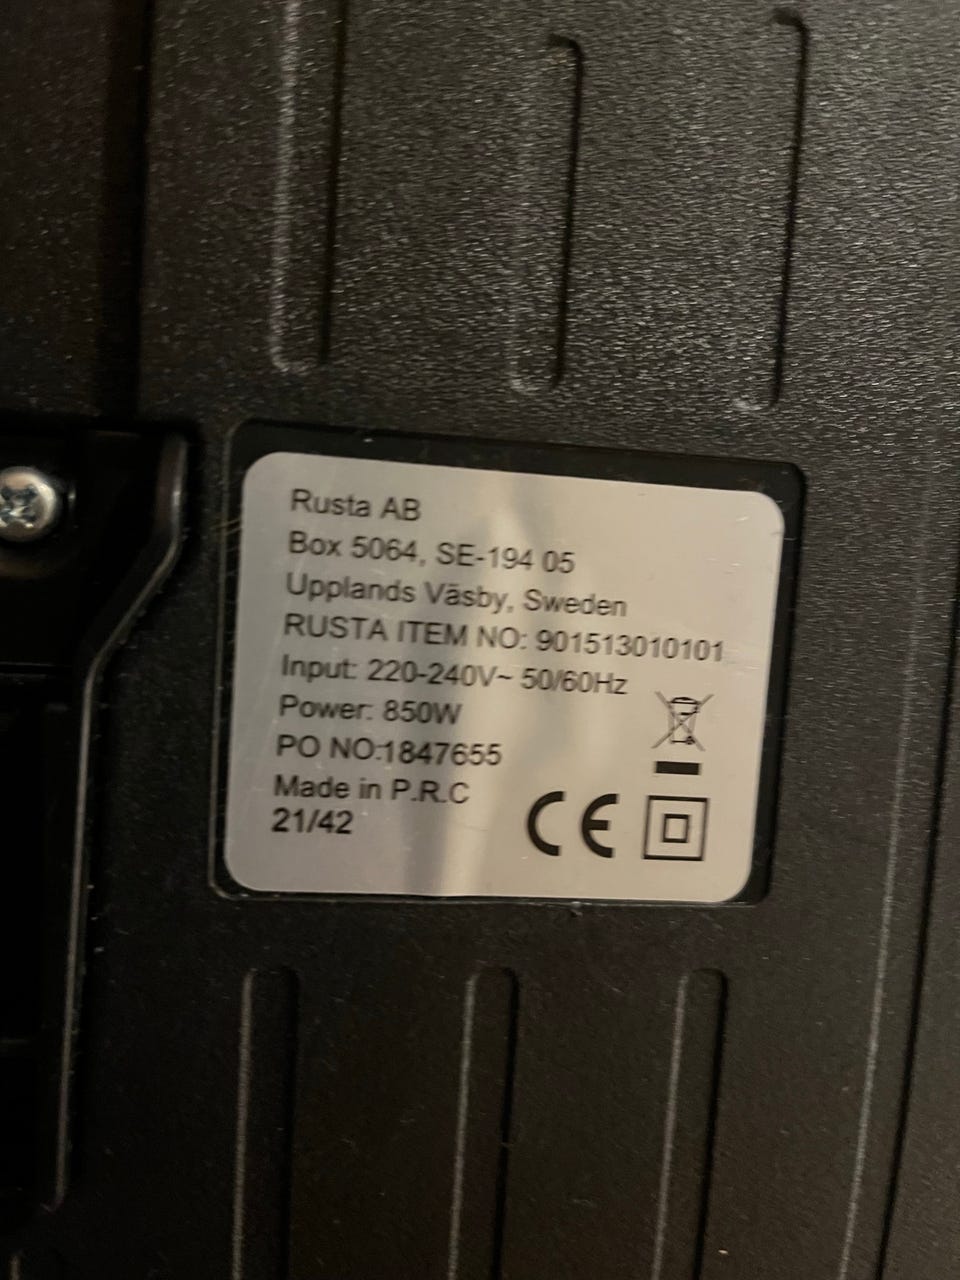 Rusta AB
Box 5064, SE-194 05
Upplands Väsby, Sweden
RUSTA ITEM NO: 901513010101
Input: 220-240V~ 50/60Hz
Power: 850W
PO NO:1847655
Made in P.R.C
21/42
CE